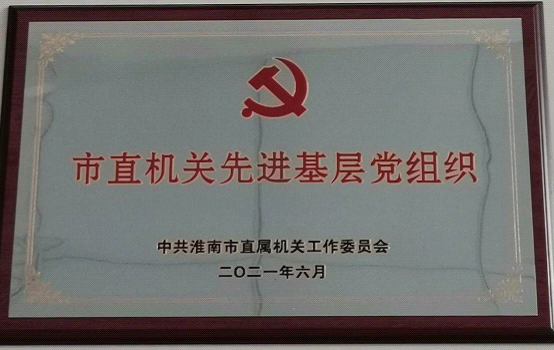 市直机关先进基层党组织
中共淮南市直属机关工作委员会
二〇二一年六月